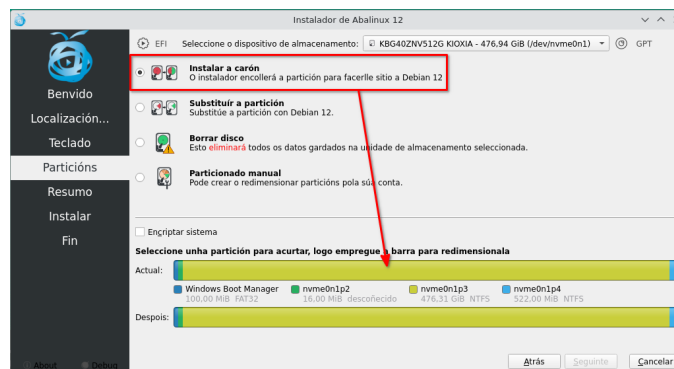 Instalador de Abalinux 12
EFI Seleccione o dispositivo de almacenamento: KBG40ZNV512G KIOXIA - 476,94 GiB (/dev/nvme0n1) GPT
Benvido
Localización...
Teclado
Particións
Resumo
Instalar
Fin
About
Debug
Instalar a carón
O instalador encollerá a partición para facerlle sitio a Debian 12
Substituír a partición
Substitúe a partición con Debian 12.
Borrar disco
Esto eliminará todos os datos gardados na unidade de almacenamento seleccionada.
Particionado manual
Pode crear o redimensionar particións pola súa conta.
Encriptar sistema
Seleccione unha partición para acurtar, logo empregue a barra para redimensionala
Actual:
Windows Boot Manager nvme0n1p2 nvme0n1p3 nvme0n1p4
100,00 MiB FAT32 16,00 MiB descoñecido 476,31 GiB NTFS 522,00 MiB NTFS
Despois:
Atrás Seguinte Cancelar